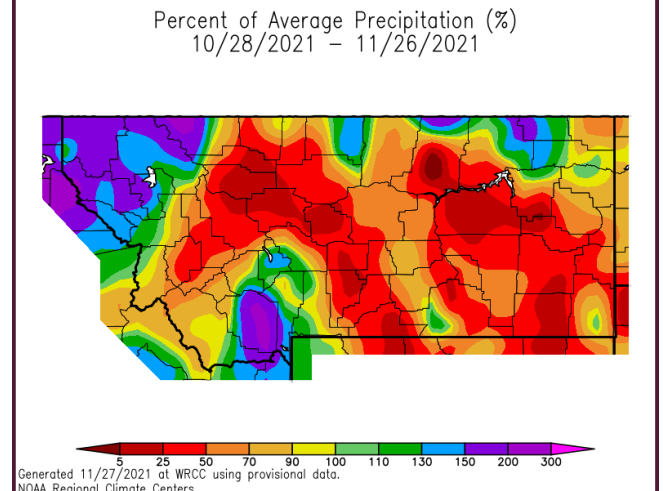 Percent of Average Precipitation (%)
10/28/2021 – 11/26/2021
5 25 50 70 90 100 110 130 150 200 300
Generated 11/27/2021 at WRCC using provisional data.
NOAA Regional Climate Centers